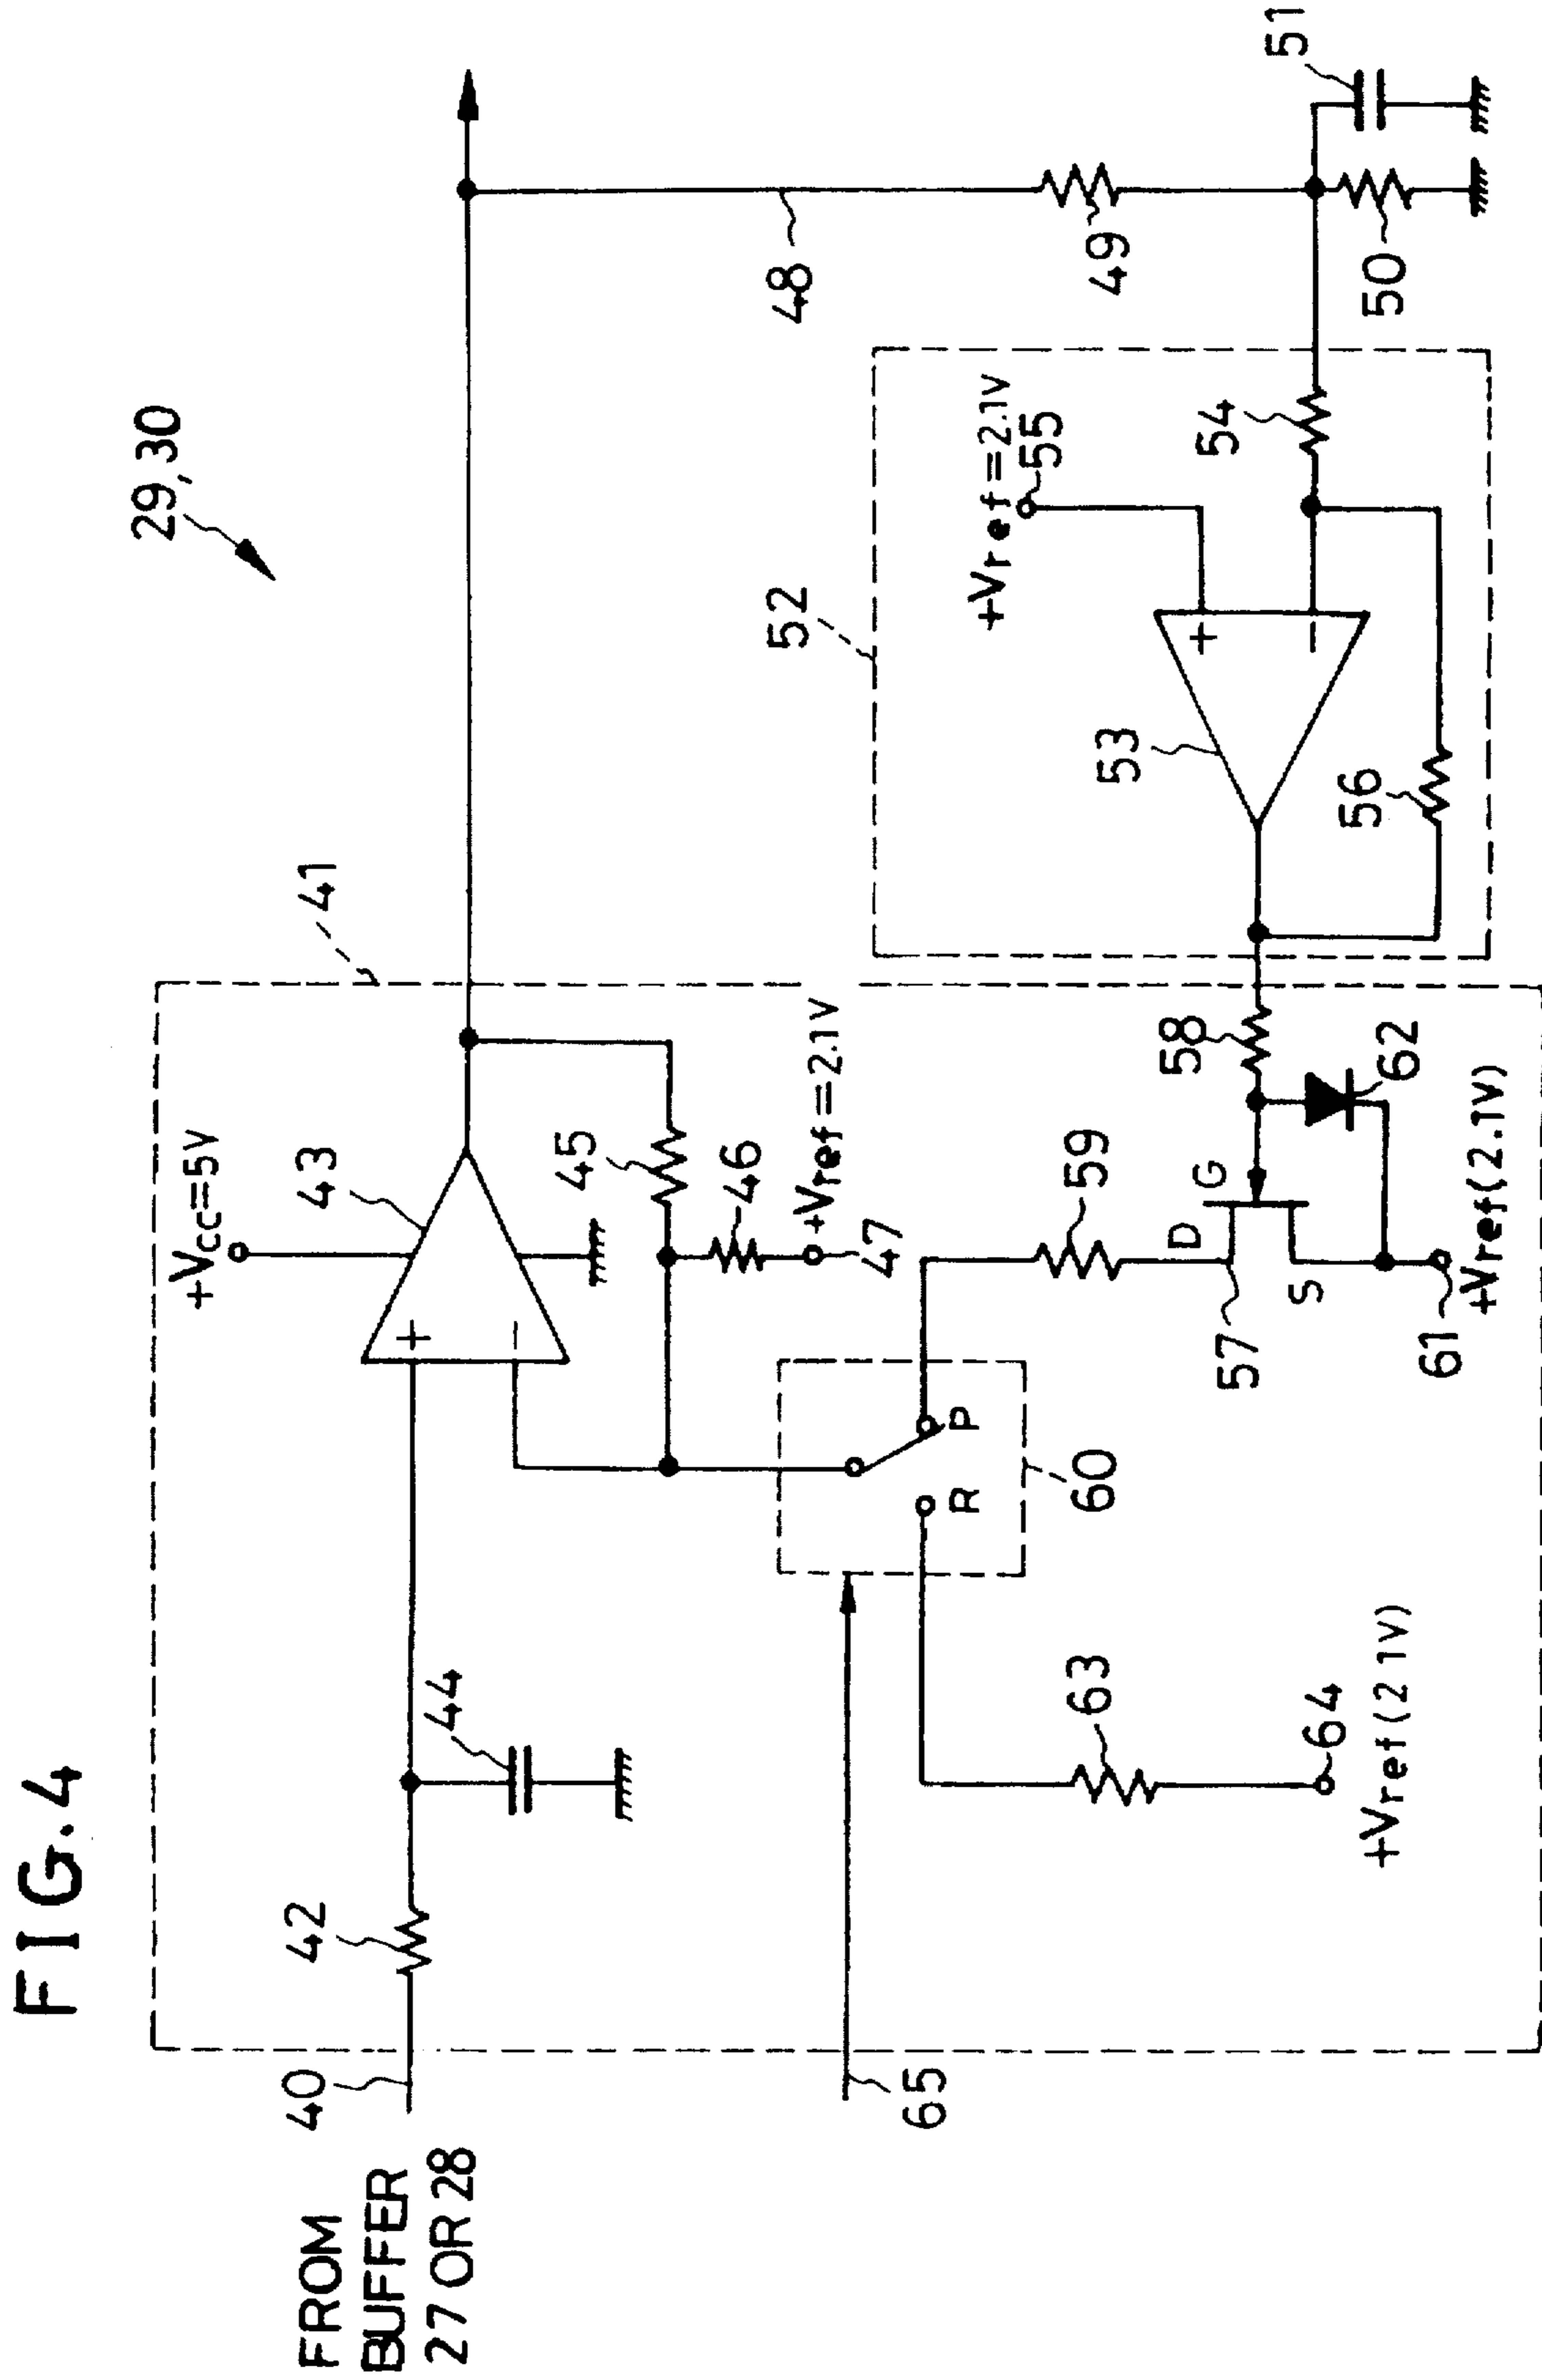 FIG.4
29, 30
FROM
BUFFER
27 OR 28
40
42
44
+Vcc=5V
43
41
45
46
+Vref=2.1V
47
48
49
50
51
52
+Vref=2.1V
55
54
53
56
58
62
59
D
G
S
57
61
+Vref(2.1V)
P
R
60
63
64
+Vref(2 1V)
65
+
−
+
−